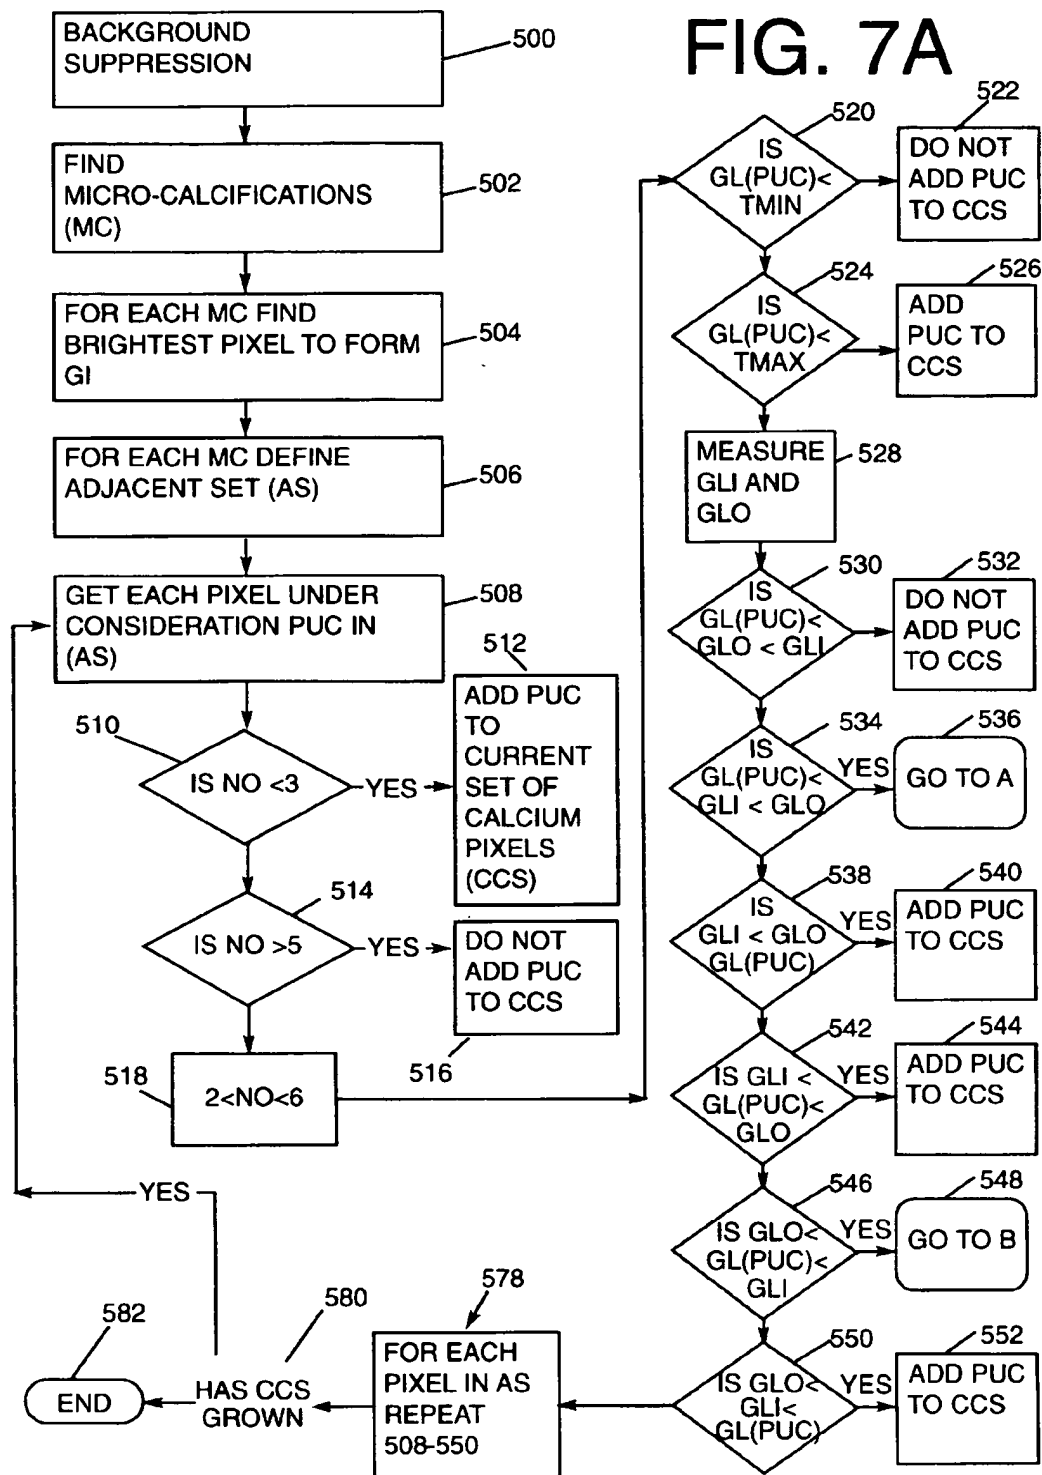 FIG. 7A
BACKGROUND
SUPPRESSION
500
FIND
MICRO-CALCIFICATIONS
(MC)
502
FOR EACH MC FIND
BRIGHTEST PIXEL TO FORM
GI
504
FOR EACH MC DEFINE
ADJACENT SET (AS)
506
GET EACH PIXEL UNDER
CONSIDERATION PUC IN
(AS)
508
510
IS NO <3
YES
512
ADD PUC
TO
CURRENT
SET OF
CALCIUM
PIXELS
(CCS)
514
IS NO >5
YES
DO NOT
ADD PUC
TO CCS
516
518
2<NO<6
520
IS
GL(PUC)<
TMIN
522
DO NOT
ADD PUC
TO CCS
524
IS
GL(PUC)<
TMAX
526
ADD
PUC TO
CCS
MEASURE
GLI AND
GLO
528
530
IS
GL(PUC)<
GLO < GLI
532
DO NOT
ADD PUC
TO CCS
534
IS
GL(PUC)<
GLI < GLO
YES
536
GO TO A
538
IS
GLI < GLO
GL(PUC)
YES
540
ADD PUC
TO CCS
542
IS GLI <
GL(PUC)<
GLO
YES
544
ADD PUC
TO CCS
546
IS GLO<
GL(PUC)<
GLI
YES
548
GO TO B
550
IS GLO<
GLI<
GL(PUC)
YES
552
ADD PUC
TO CCS
578
FOR EACH
PIXEL IN AS
REPEAT
508-550
580
HAS CCS
GROWN
YES
582
END